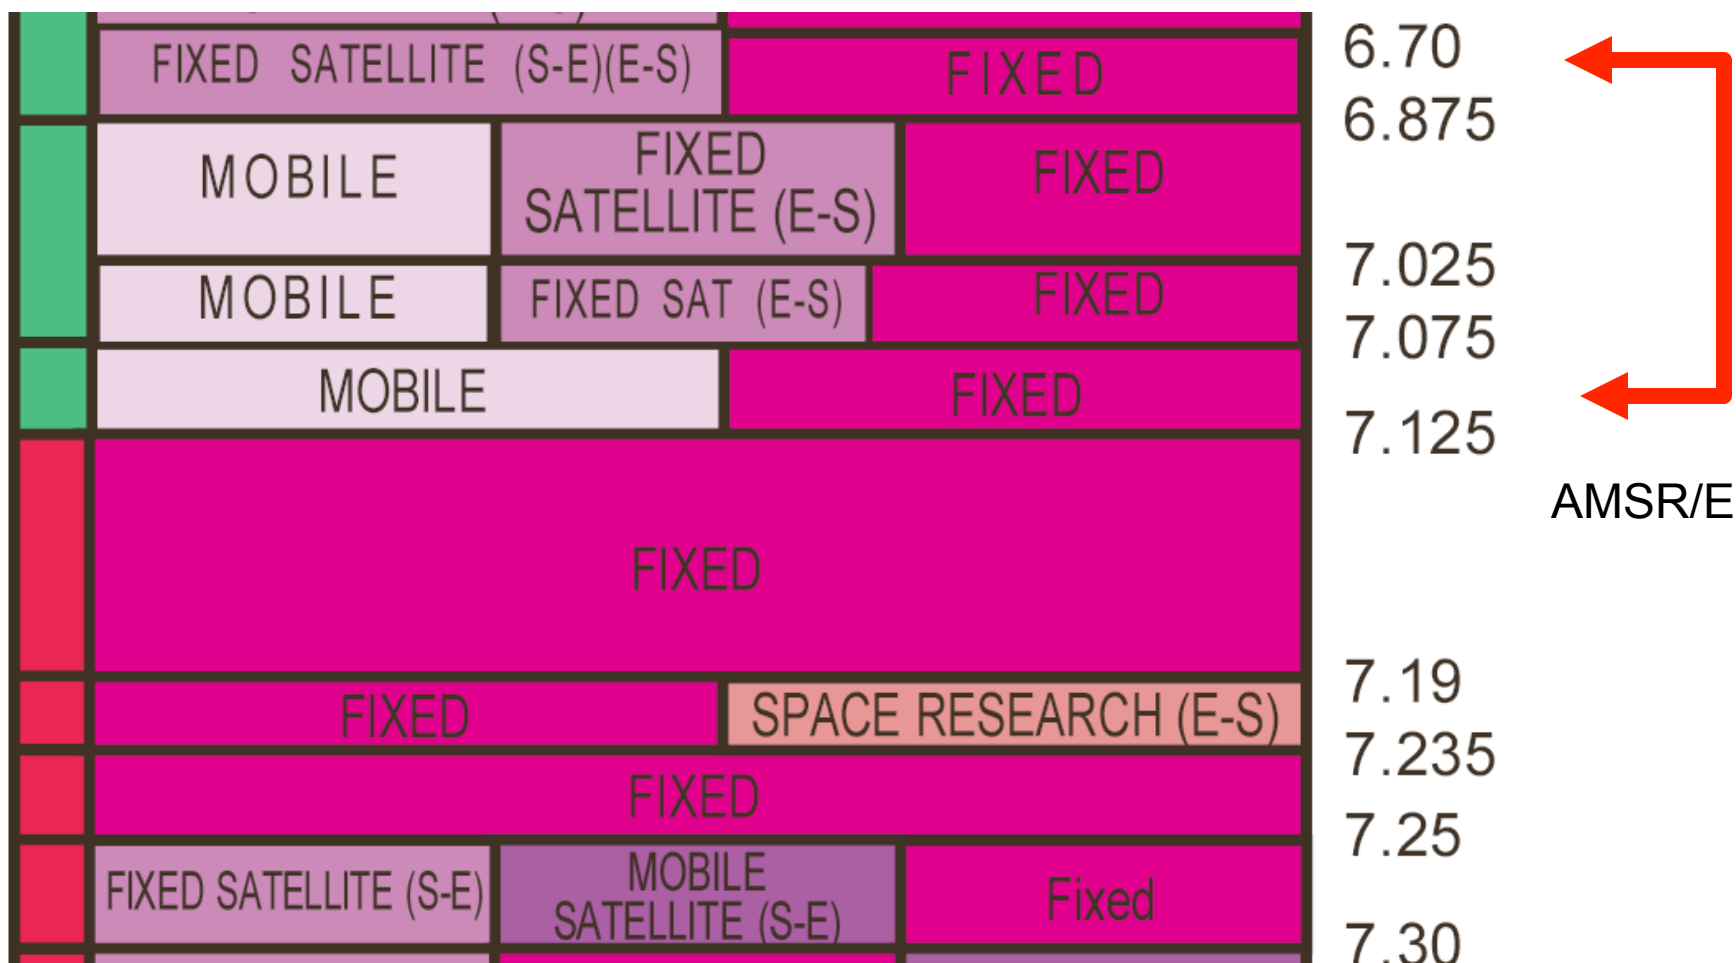 FIXED SATELLITE (S-E)(E-S)
FIXED
6.70
6.875
MOBILE
FIXED
SATELLITE (E-S)
FIXED
7.025
MOBILE
FIXED SAT (E-S)
FIXED
7.075
MOBILE
FIXED
7.125
AMSR/E
FIXED
7.19
FIXED
SPACE RESEARCH (E-S)
7.235
FIXED
7.25
FIXED SATELLITE (S-E)
MOBILE
SATELLITE (S-E)
Fixed
7.30